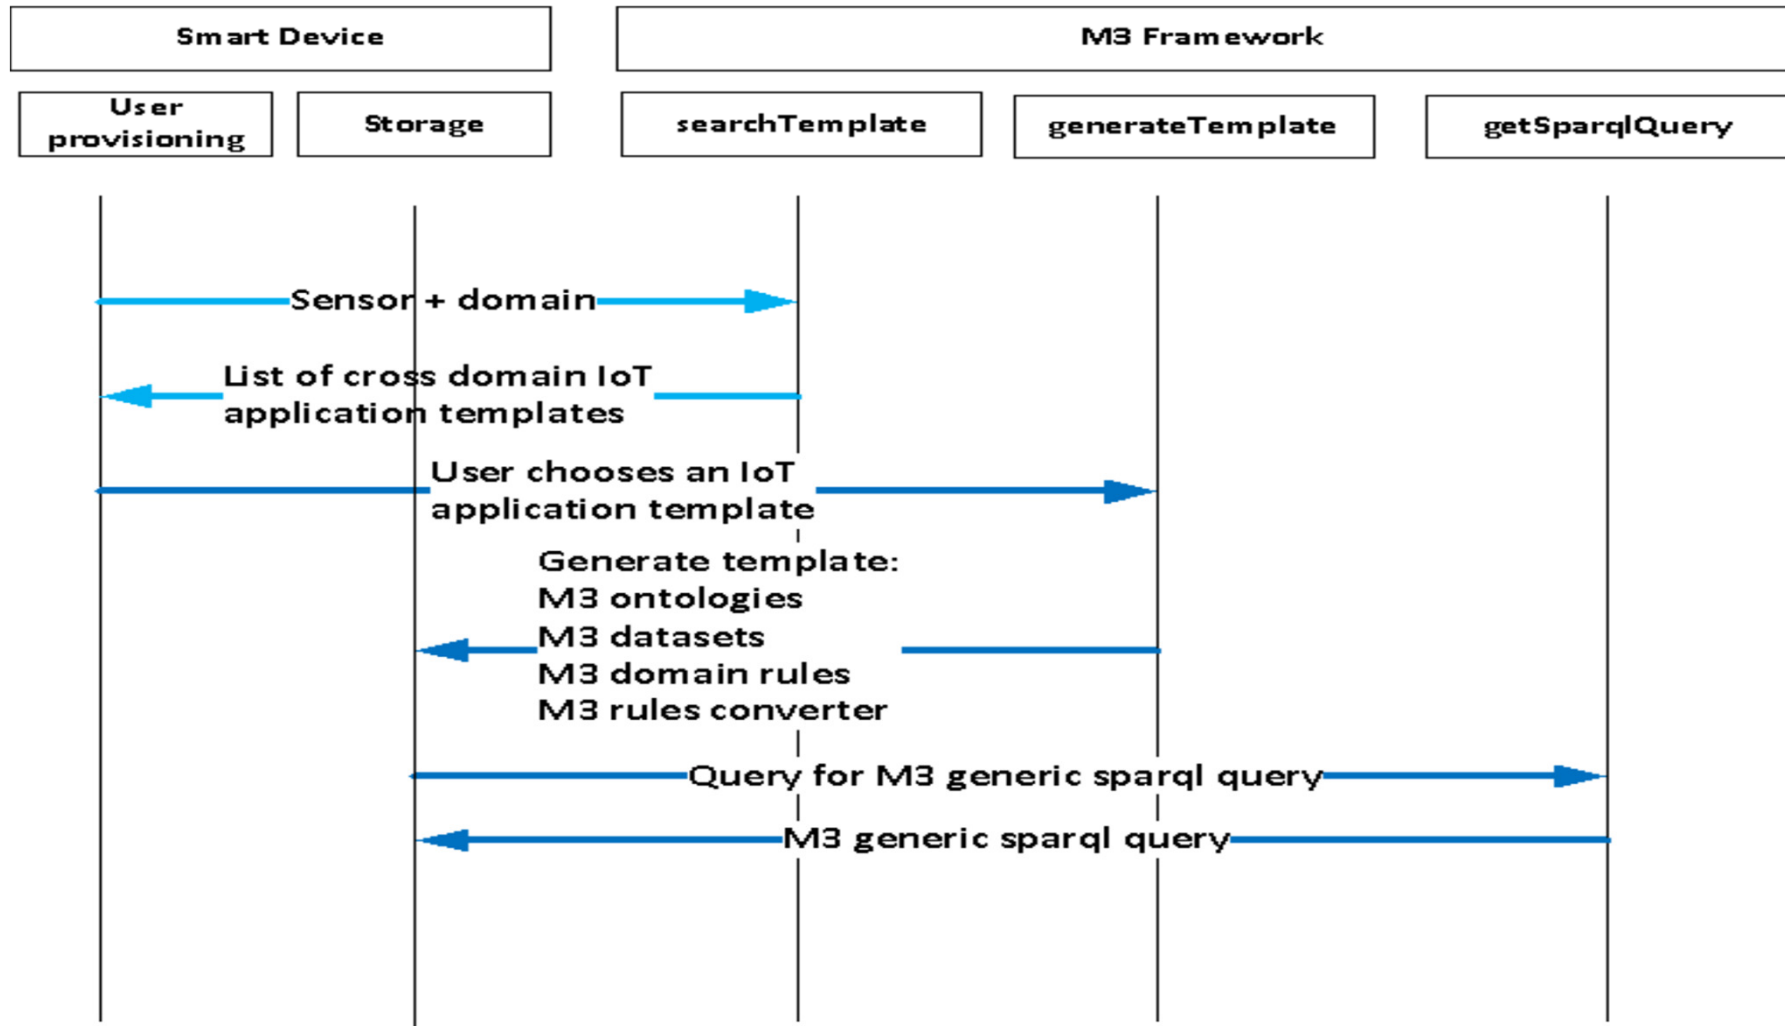 Smart Device
M3 Framework
User
provisioning
Storage
searchTemplate
generateTemplate
getSparqlQuery
Sensor + domain
List of cross domain IoT
application templates
User chooses an IoT
application template
Generate template:
M3 ontologies
M3 datasets
M3 domain rules
M3 rules converter
Query for M3 generic sparql query
M3 generic sparql query